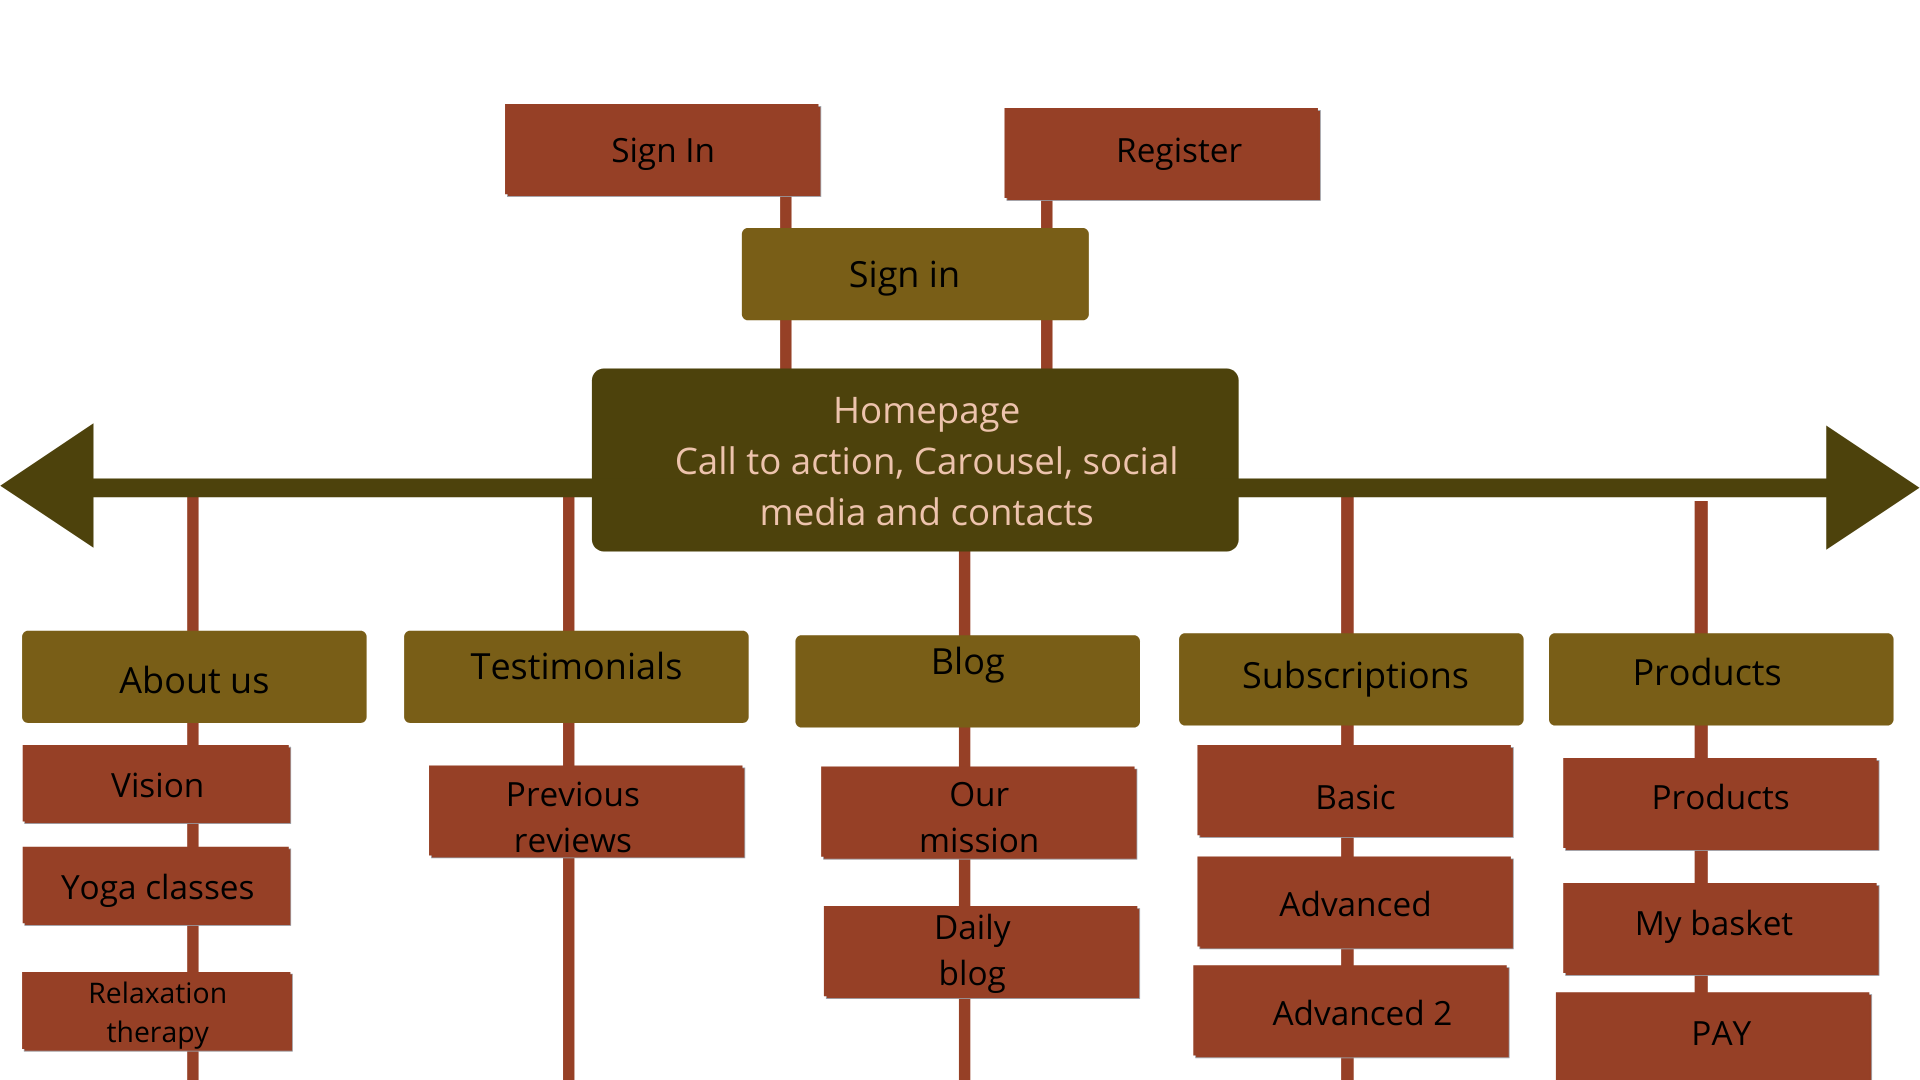 Sign In
Register
Sign in
Homepage
Call to action, Carousel, social
media and contacts
About us
Testimonials
Blog
Subscriptions
Products
Vision
Yoga classes
Relaxation
therapy
Previous
reviews
Our
mission
Daily
blog
Basic
Advanced
Advanced 2
Products
My basket
PAY